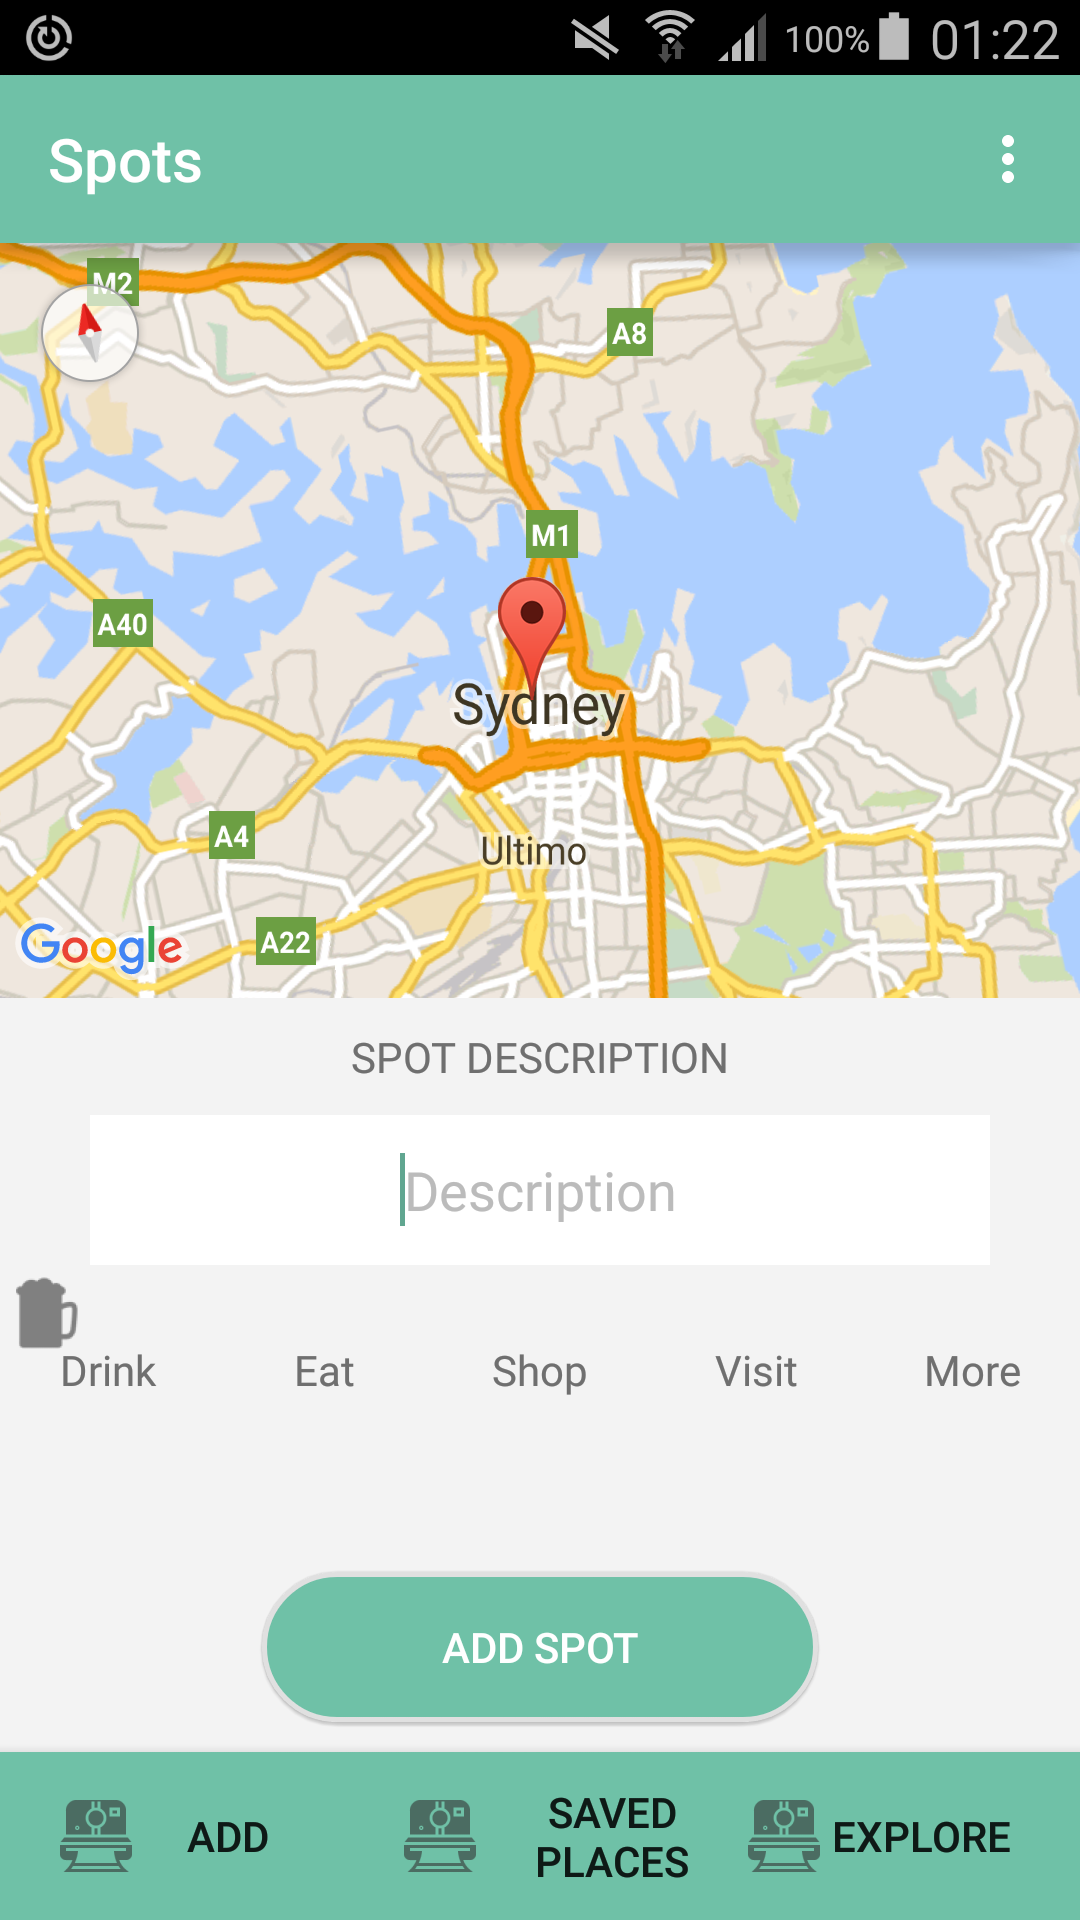 100% 01:22
Spots
M2
A8
M1
A40
Sydney
A4
Ultimo
A22
Google
SPOT DESCRIPTION
Description
Drink Eat Shop Visit More
ADD SPOT
ADD SAVED PLACES EXPLORE